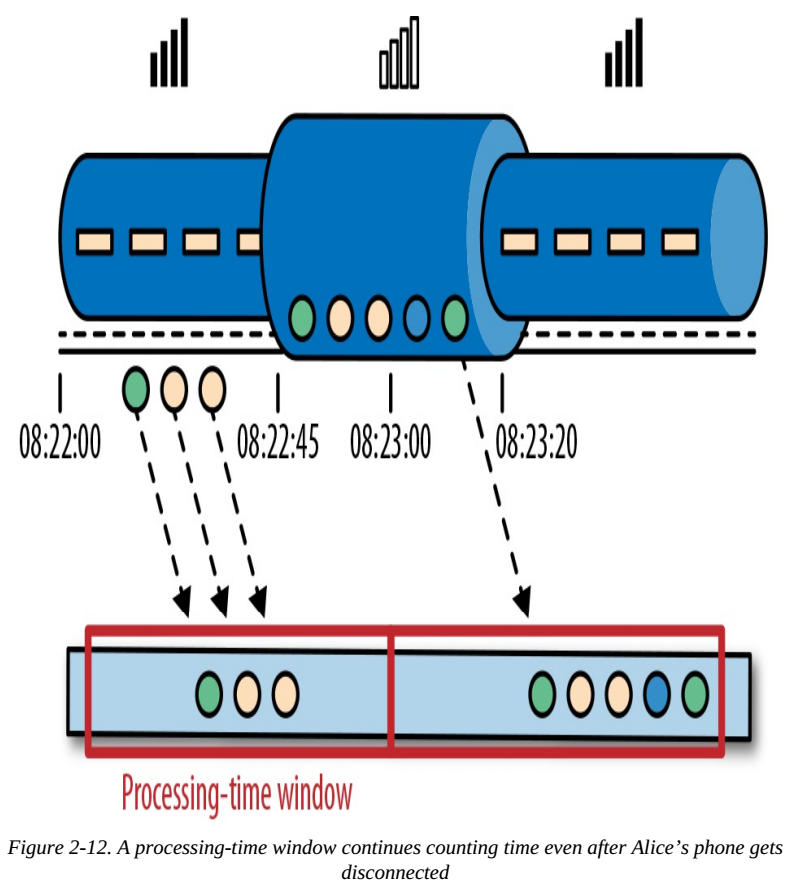 08:22:00 08:22:45 08:23:00 08:23:20
Processing-time window
Figure 2-12. A processing-time window continues counting time even after Alice’s phone gets
disconnected